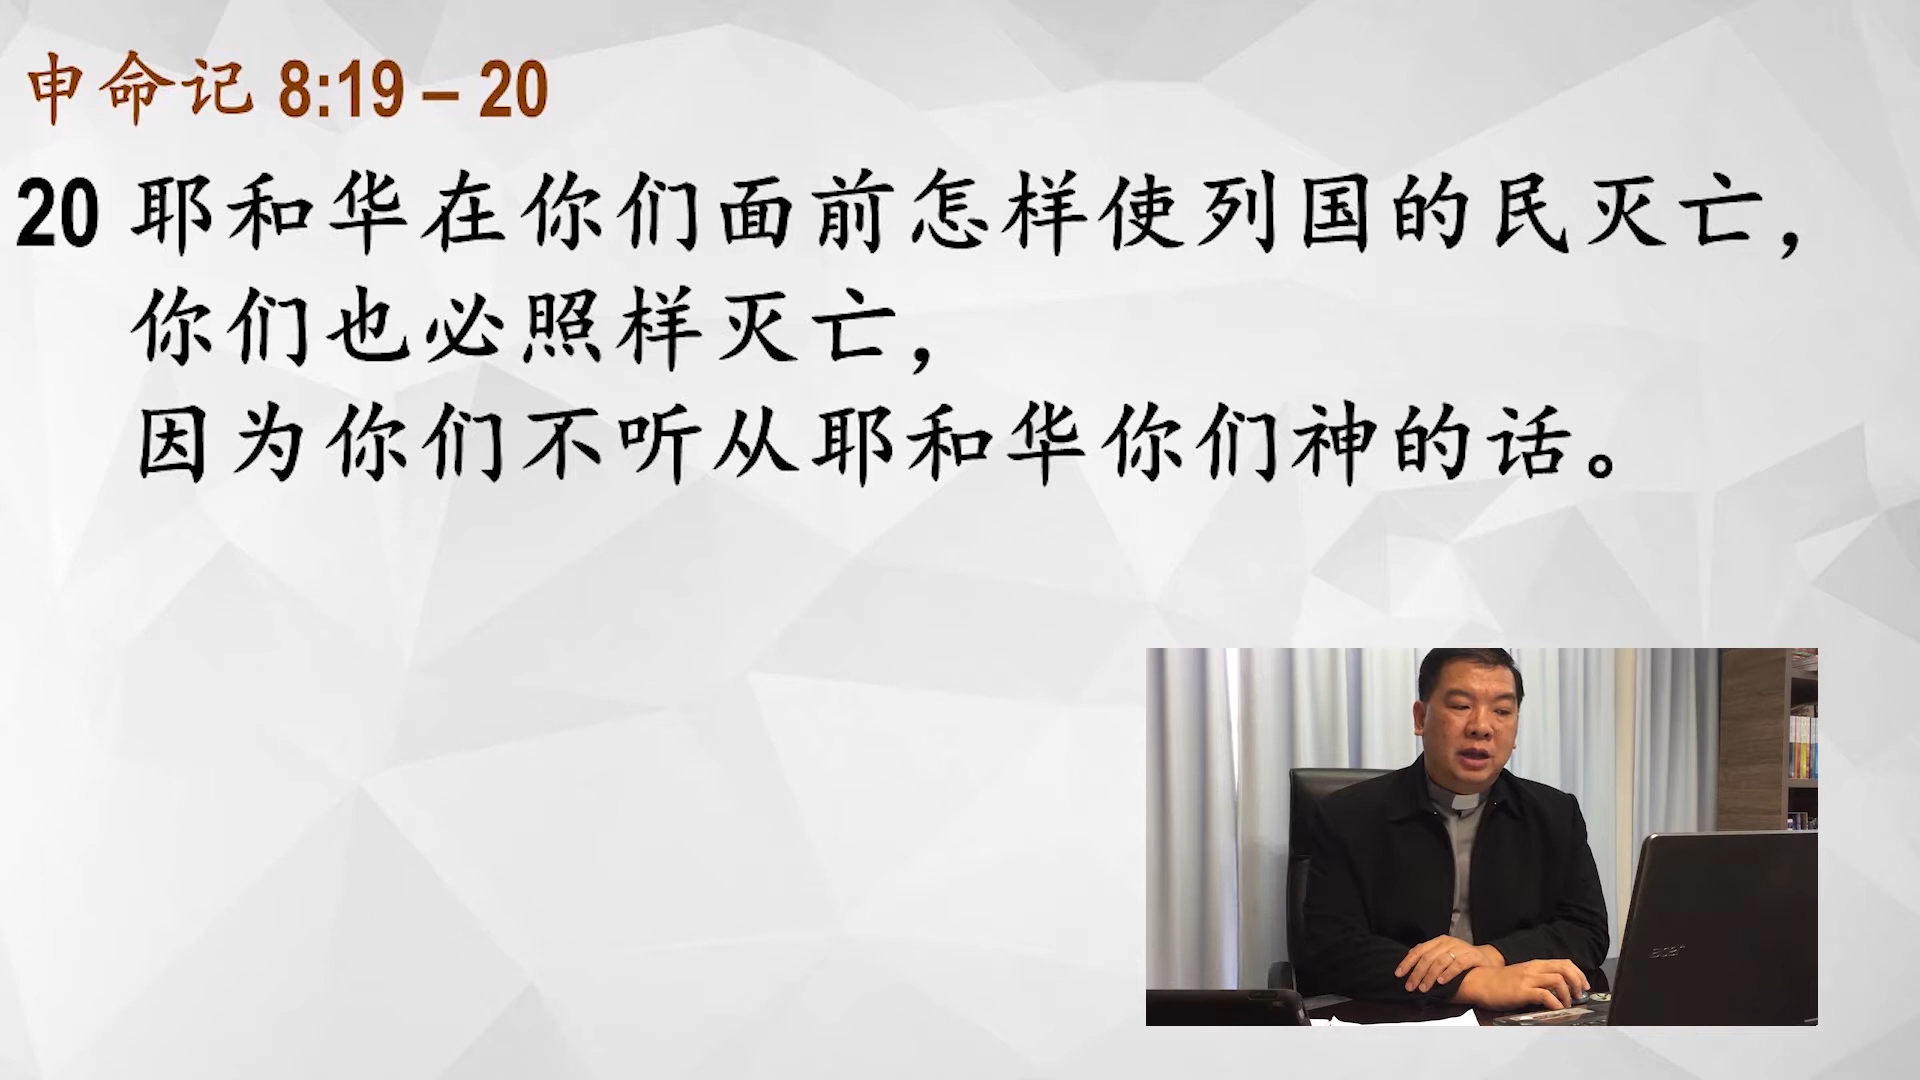 申命记 8:19 – 20
20 耶和华在你们面前怎样使列国的民灭亡，
你们也必照样灭亡，
因为你们不听从耶和华你们神的话。
acer